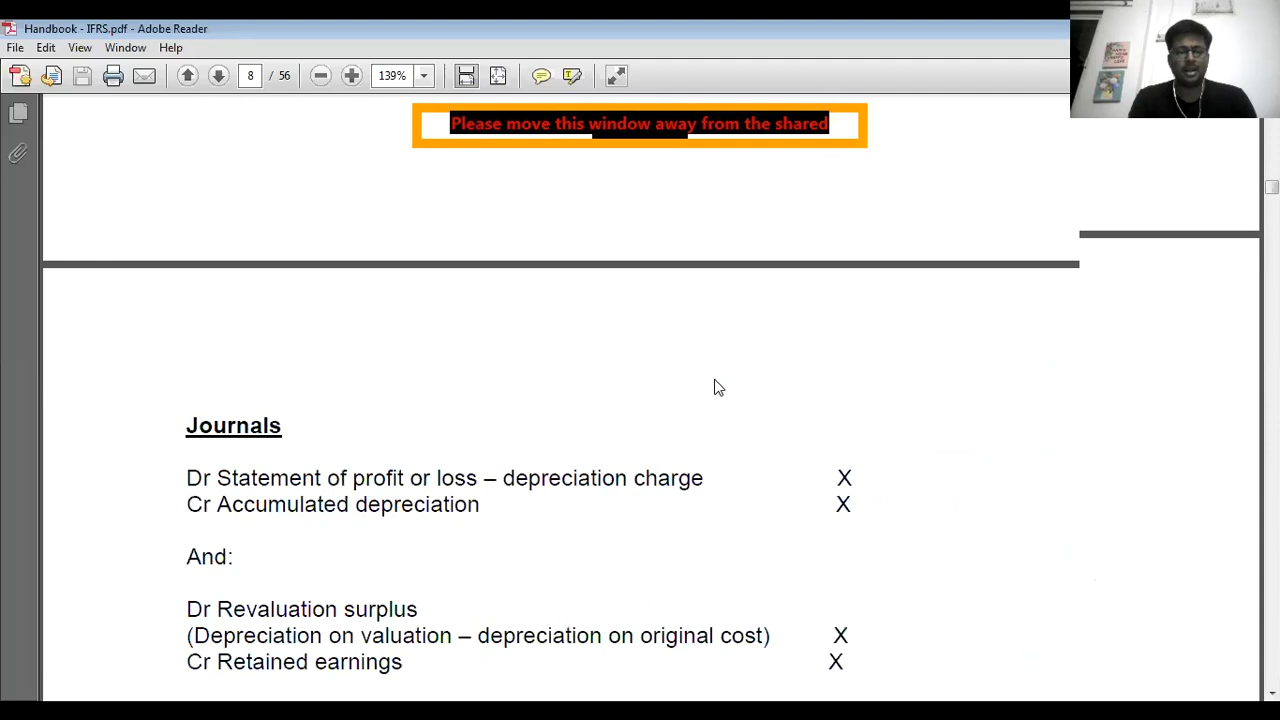 Handbook - IFRS.pdf - Adobe Reader
File Edit View Window Help
8 / 56 139%
Please move this window away from the shared
Journals
Dr Statement of profit or loss – depreciation charge X
Cr Accumulated depreciation X
And:
Dr Revaluation surplus
(Depreciation on valuation – depreciation on original cost) X
Cr Retained earnings X